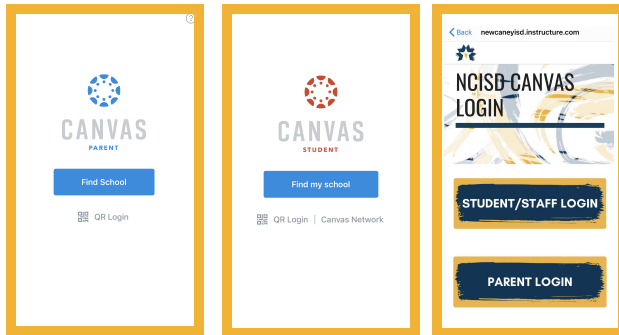 ?
CANVAS
PARENT
Find School
QR Login
CANVAS
STUDENT
Find my school
QR Login | Canvas Network
Back newcaneyisd.instructure.com
NCISD CANVAS
LOGIN
STUDENT/STAFF LOGIN
PARENT LOGIN